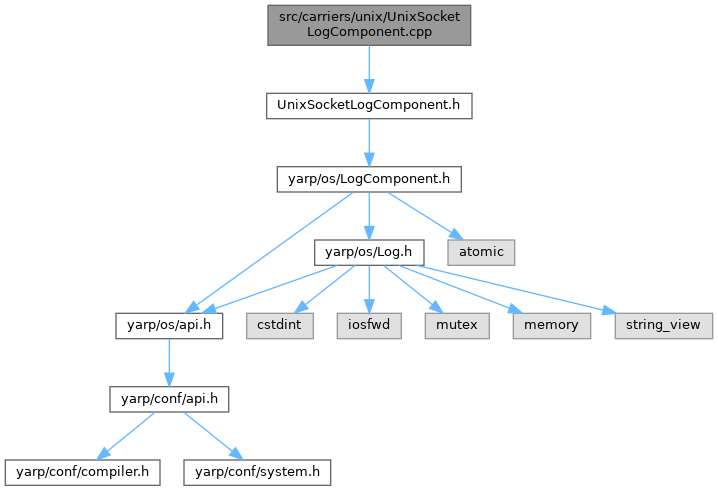 src/carriers/unix/UnixSocket
LogComponent.cpp
UnixSocketLogComponent.h
yarp/os/LogComponent.h
yarp/os/Log.h
atomic
yarp/os/api.h
cstdint
iosfwd
mutex
memory
string_view
yarp/conf/api.h
yarp/conf/compiler.h
yarp/conf/system.h